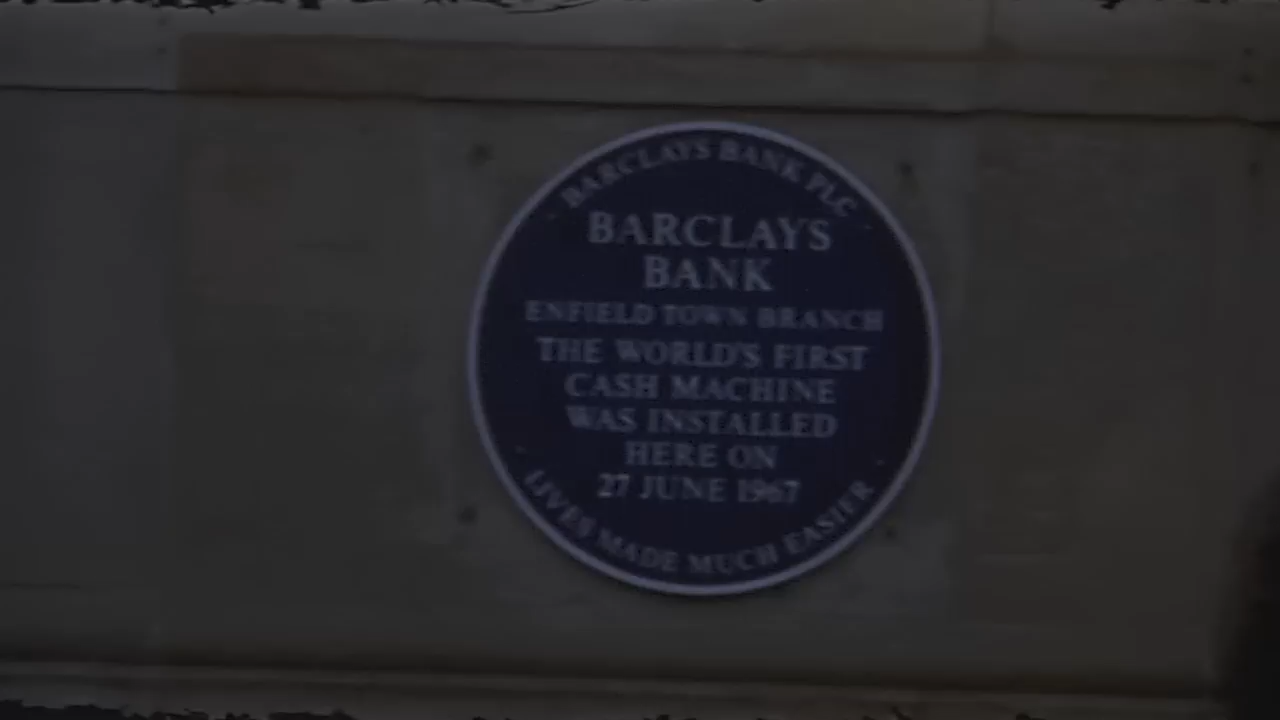 BARCLAYS BANK PLC
BARCLAYS
BANK
ENFIELD TOWN BRANCH
THE WORLD'S FIRST
CASH MACHINE
WAS INSTALLED
HERE ON
27 JUNE 1967
LIVES MADE MUCH EASIER